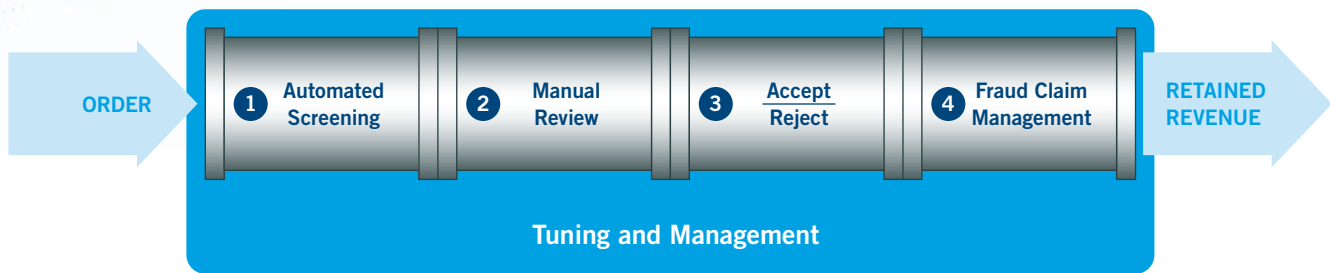 ORDER
1
Automated
Screening
2
Manual
Review
3
Accept
Reject
4
Fraud Claim
Management
RETAINED
REVENUE
Tuning and Management